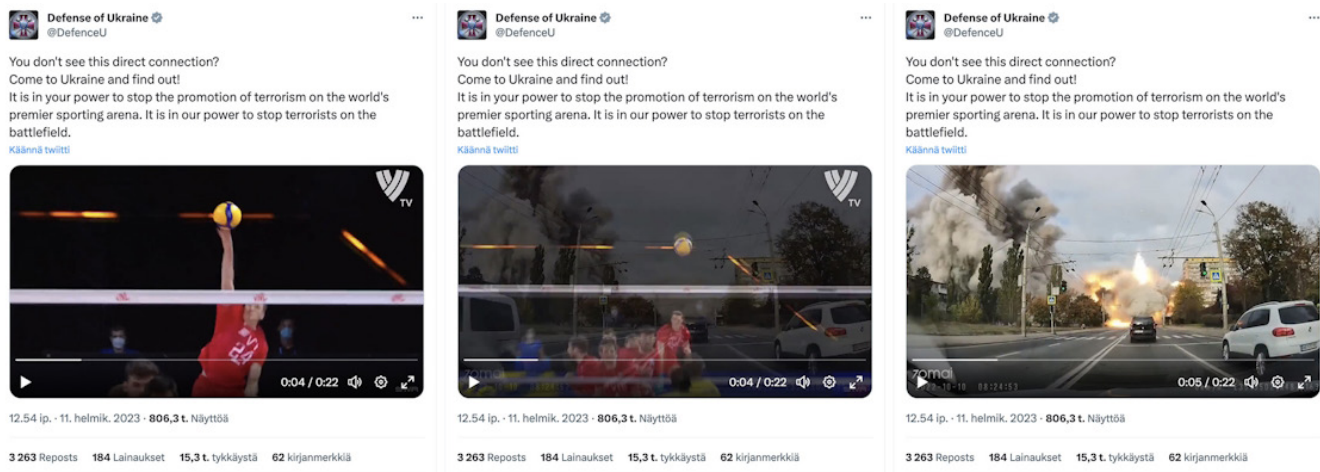 Defense of Ukraine
@DefenceU
You don't see this direct connection?
Come to Ukraine and find out!
It is in your power to stop the promotion of terrorism on the world's
premier sporting arena. It is in our power to stop terrorists on the
battlefield.
Käännä twiitti
TV
0:04 / 0:22
12.54 ip. · 11. helmik. 2023 · 806,3 t. Näyttöä
3 263 Reposts 184 Lainaukset 15,3 t. tykkäystä 62 kirjanmerkkiä
Defense of Ukraine
@DefenceU
You don't see this direct connection?
Come to Ukraine and find out!
It is in your power to stop the promotion of terrorism on the world's
premier sporting arena. It is in our power to stop terrorists on the
battlefield.
Käännä twiitti
TV
70mai
0:04 / 0:22
12.54 ip. · 11. helmik. 2023 · 806,3 t. Näyttöä
3 263 Reposts 184 Lainaukset 15,3 t. tykkäystä 62 kirjanmerkkiä
Defense of Ukraine
@DefenceU
You don't see this direct connection?
Come to Ukraine and find out!
It is in your power to stop the promotion of terrorism on the world's
premier sporting arena. It is in our power to stop terrorists on the
battlefield.
Käännä twiitti
70mai
0:05 / 0:22
12.54 ip. · 11. helmik. 2023 · 806,3 t. Näyttöä
3 263 Reposts 184 Lainaukset 15,3 t. tykkäystä 62 kirjanmerkkiä